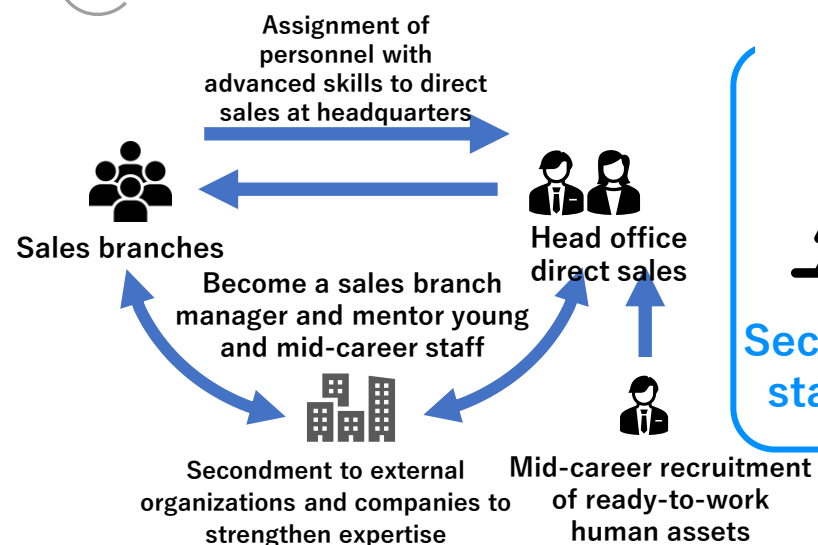 Assignment of
personnel with
advanced skills to direct
sales at headquarters
Sales branches
Head office
direct sales
Become a sales branch
manager and mentor young
and mid-career staff
Secondment to external
organizations and companies to
strengthen expertise
Mid-career recruitment
of ready-to-work
human assets